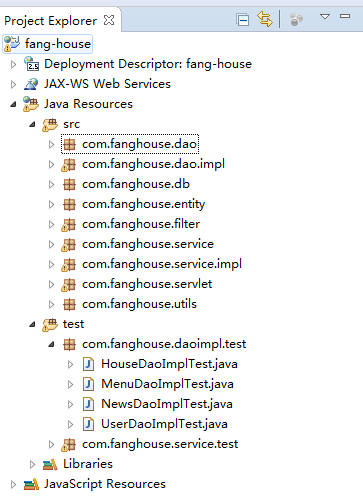 Project Explorer
fang-house
Deployment Descriptor: fang-house
JAX-WS Web Services
Java Resources
src
com.fanghouse.dao
com.fanghouse.dao.impl
com.fanghouse.db
com.fanghouse.entity
com.fanghouse.filter
com.fanghouse.service
com.fanghouse.service.impl
com.fanghouse.servlet
com.fanghouse.utils
test
com.fanghouse.daoimpl.test
HouseDaoImplTest.java
MenuDaoImplTest.java
NewsDaoImplTest.java
UserDaoImplTest.java
com.fanghouse.service.test
Libraries
JavaScript Resources